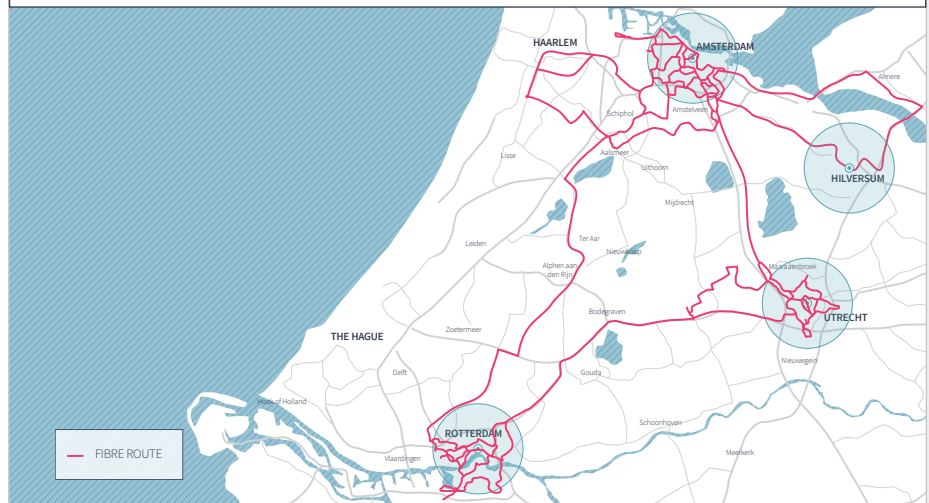 HAARLEM
AMSTERDAM
Almere
Schiphol
Amstelveen
Lisse
Aalsmeer
Uithoorn
HILVERSUM
Mijdrecht
Leiden
Ter Aar
Nieuwkoop
Alphen aan
den Rijn
Maarssenbroek
Bodegraven
UTRECHT
THE HAGUE
Zoetermeer
Nieuwegein
Delft
Gouda
Hoek of Holland
Schoonhoven
ROTTERDAM
Meerkerk
Vlaardingen
FIBRE ROUTE